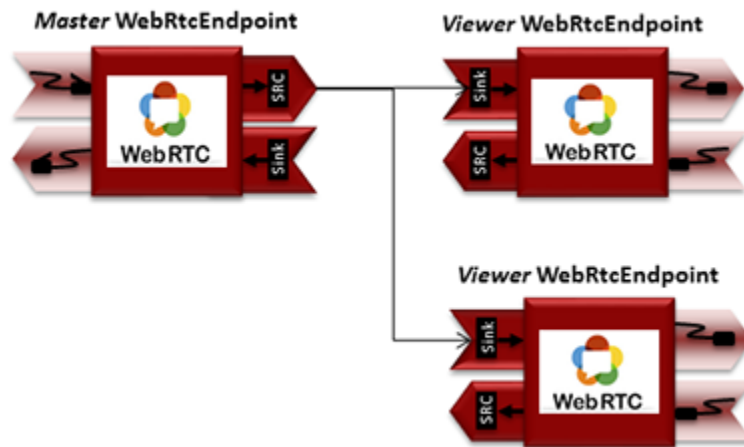 Master WebRtcEndpoint
Viewer WebRtcEndpoint
SRC
WebRTC
Sink
Sink
WebRTC
SRC
Viewer WebRtcEndpoint
Sink
WebRTC
SRC